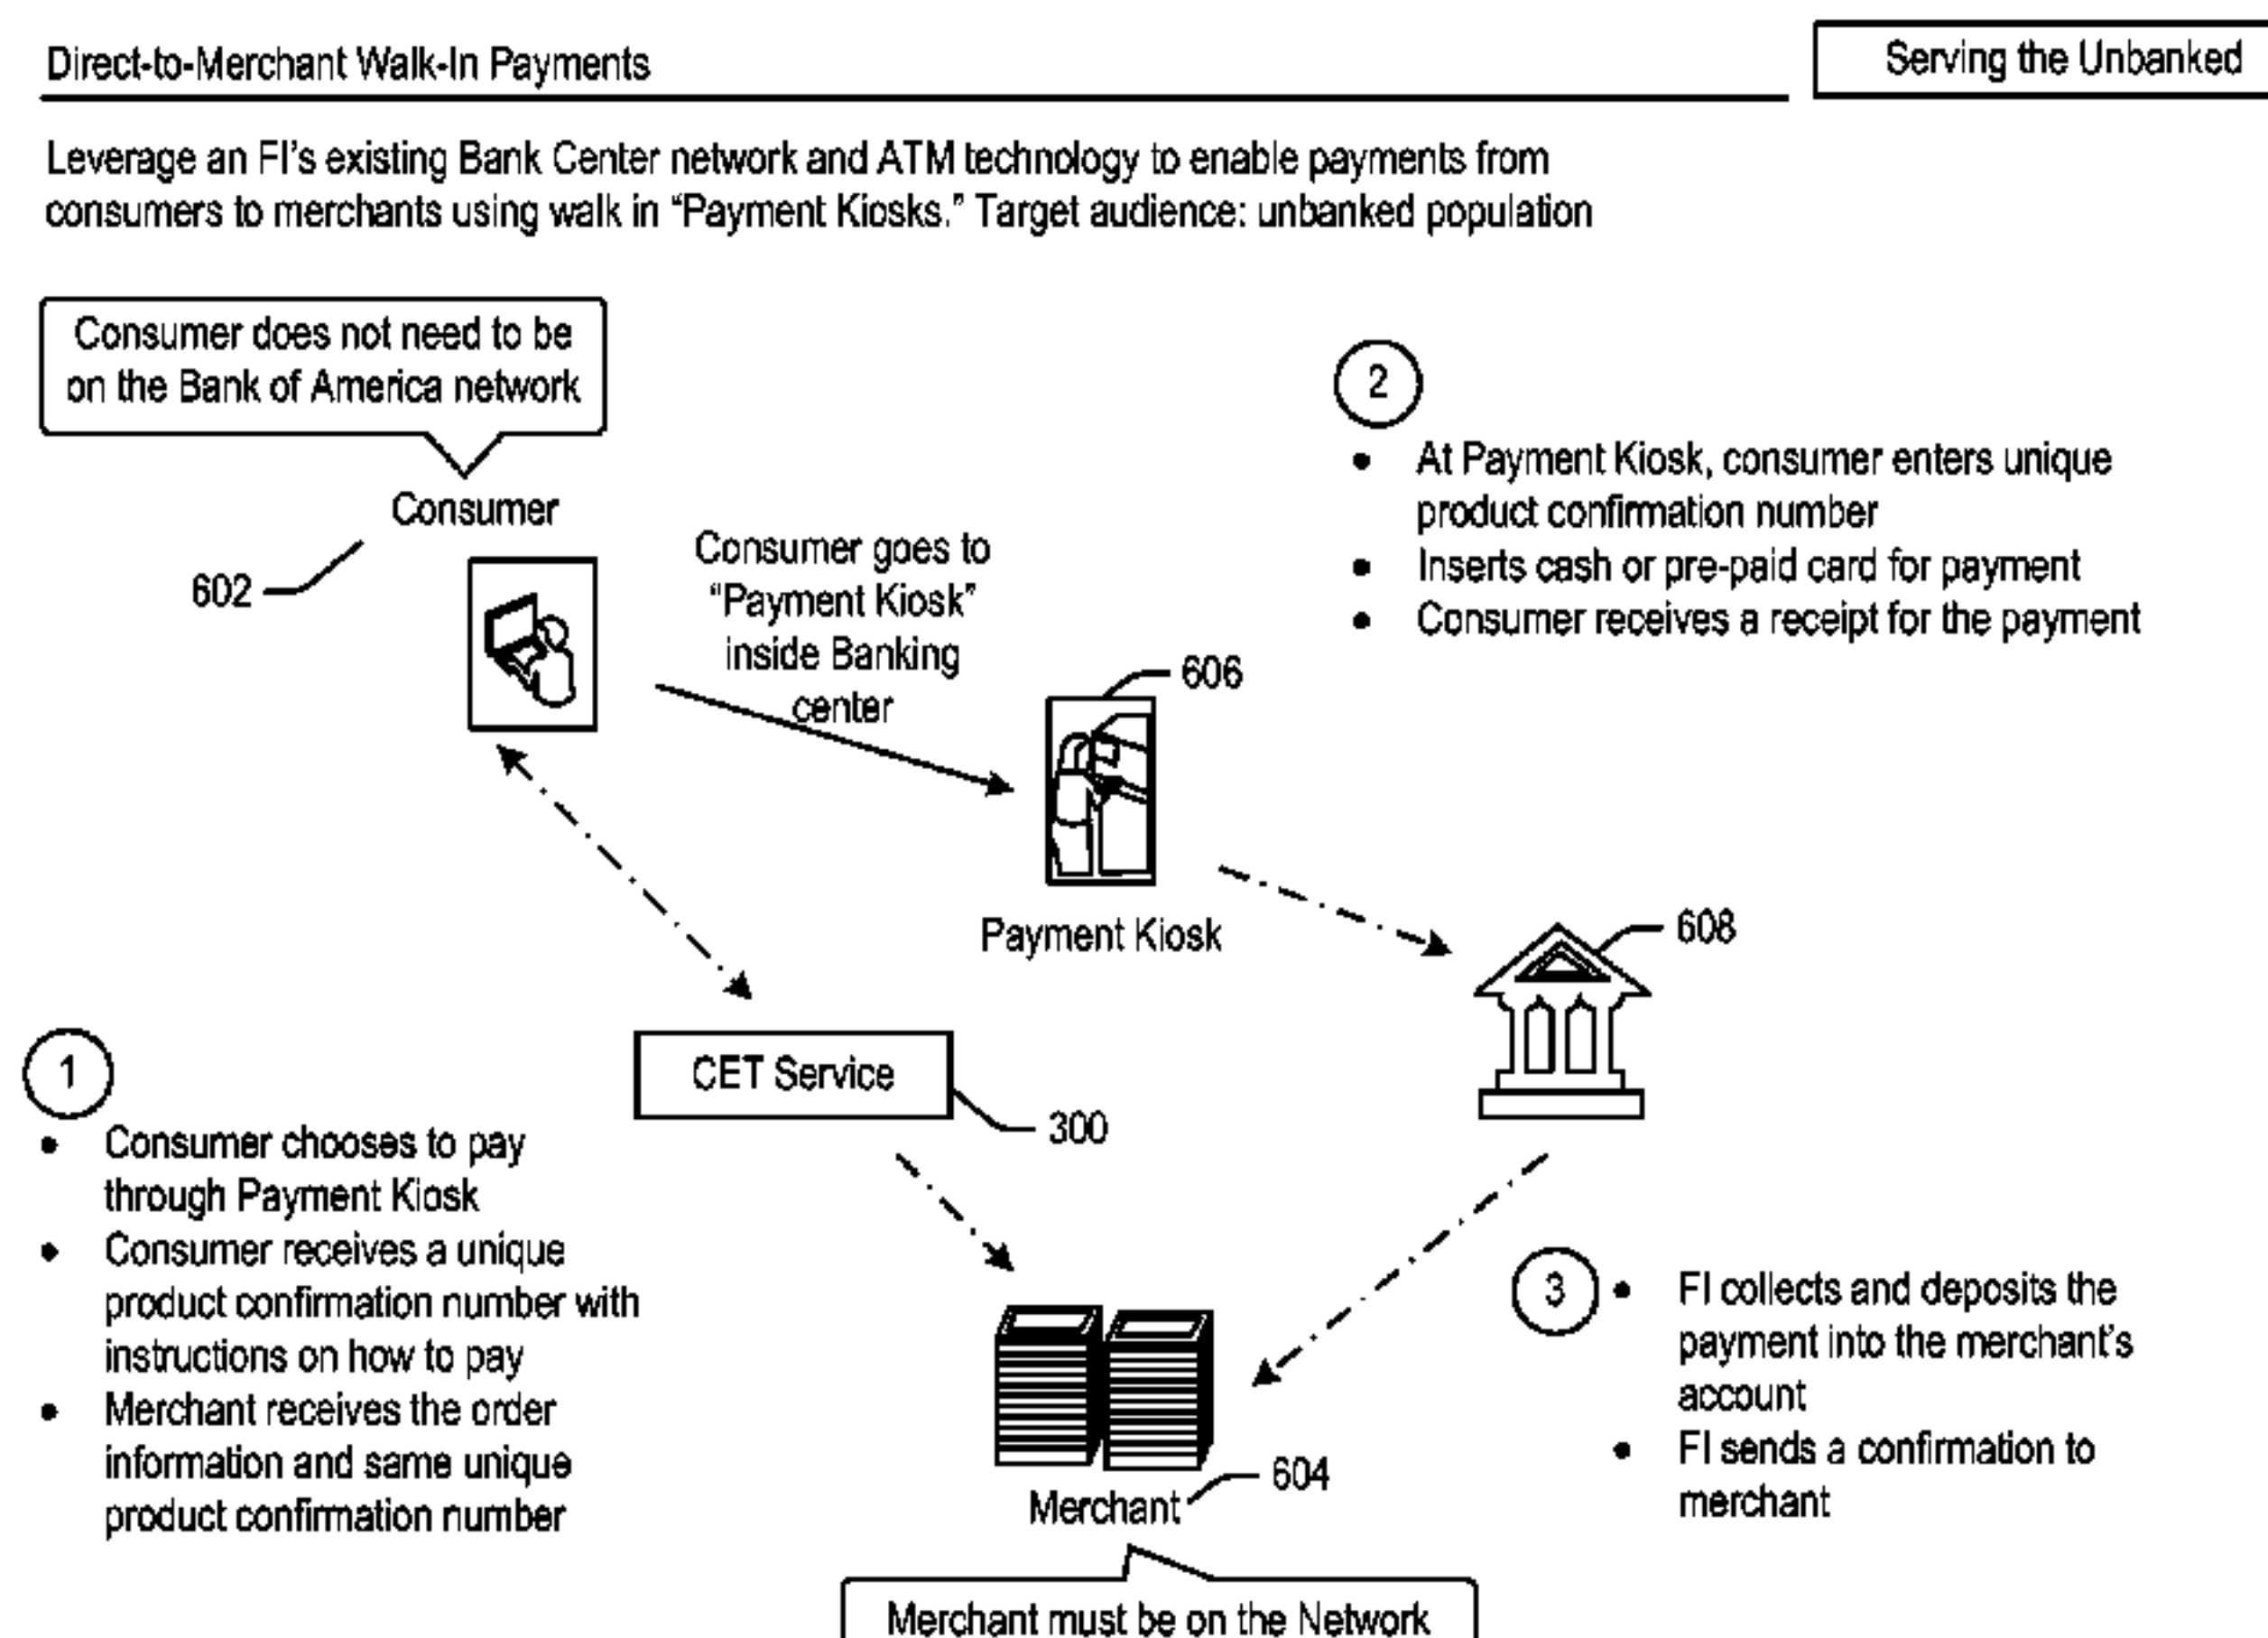 Direct-to-Merchant Walk-In Payments
Serving the Unbanked
Leverage an FI's existing Bank Center network and ATM technology to enable payments from
consumers to merchants using walk in “Payment Kiosks.” Target audience: unbanked population
Consumer does not need to be
on the Bank of America network
Consumer
602
Consumer goes to
“Payment Kiosk”
inside Banking
center
2
• At Payment Kiosk, consumer enters unique
product confirmation number
• Inserts cash or pre-paid card for payment
• Consumer receives a receipt for the payment
606
Payment Kiosk
608
CET Service
300
1
• Consumer chooses to pay
through Payment Kiosk
• Consumer receives a unique
product confirmation number with
instructions on how to pay
• Merchant receives the order
information and same unique
product confirmation number
3
• FI collects and deposits the
payment into the merchant's
account
• FI sends a confirmation to
merchant
604
Merchant
Merchant must be on the Network